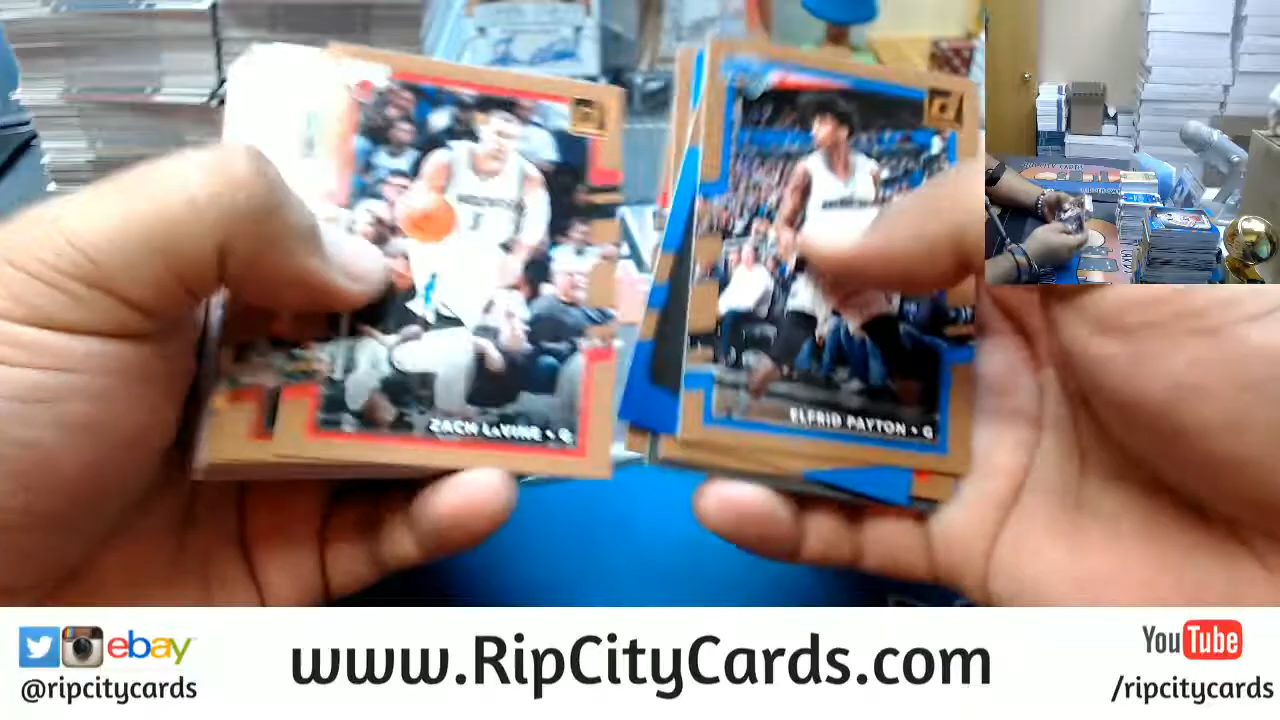 ZACH LaVINE • G
ELFRID PAYTON • G
ebay
@ripcitycards
www.RipCityCards.com
YouTube
/ripcitycards